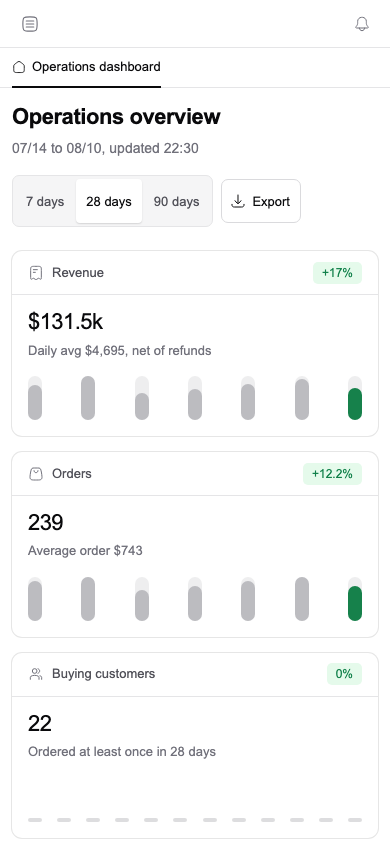 Operations dashboard
Operations overview
07/14 to 08/10, updated 22:30
7 days 28 days 90 days Export
Revenue +17%
$131.5k
Daily avg $4,695, net of refunds
Orders +12.2%
239
Average order $743
Buying customers 0%
22
Ordered at least once in 28 days